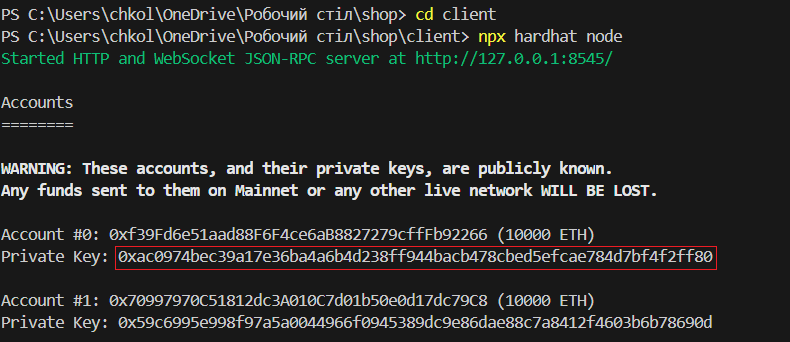 PS C:\Users\chkol\OneDrive\Робочий стіл\shop> cd client
PS C:\Users\chkol\OneDrive\Робочий стіл\shop\client> npx hardhat node
Started HTTP and WebSocket JSON-RPC server at http://127.0.0.1:8545/
Accounts
========
WARNING: These accounts, and their private keys, are publicly known.
Any funds sent to them on Mainnet or any other live network WILL BE LOST.
Account #0: 0xf39Fd6e51aad88F6F4ce6aB8827279cffFb92266 (10000 ETH)
Private Key: 0xac0974bec39a17e36ba4a6b4d238ff944bacb478cbed5efcae784d7bf4f2ff80
Account #1: 0x70997970C51812dc3A010C7d01b50e0d17dc79C8 (10000 ETH)
Private Key: 0x59c6995e998f97a5a0044966f0945389dc9e86dae88c7a8412f4603b6b78690d